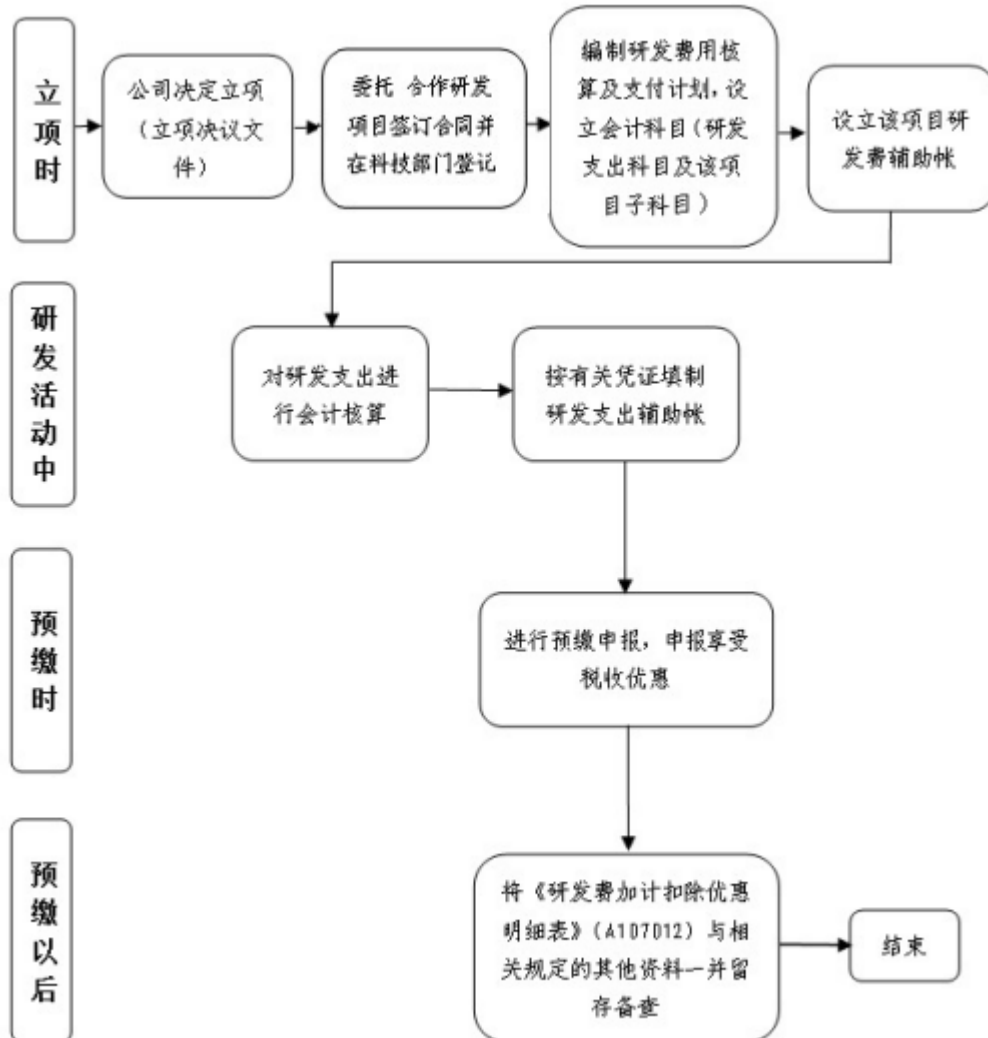 立项时
公司决定立项
（立项决议文
件）
委托 合作研发
项目签订合同并
在科技部门登记
编制研发费用核
算及支付计划，设
立会计科目（研发
支出科目及该项
目子科目）
设立该项目研
发费辅助帐
研发活动中
对研发支出进
行会计核算
按有关凭证填制
研发支出辅助帐
预缴时
进行预缴申报，申报享受
税收优惠
预缴以后
将《研发费加计扣除优惠
明细表》（A107012）与相
关规定的其他资料一并留
存备查
结束